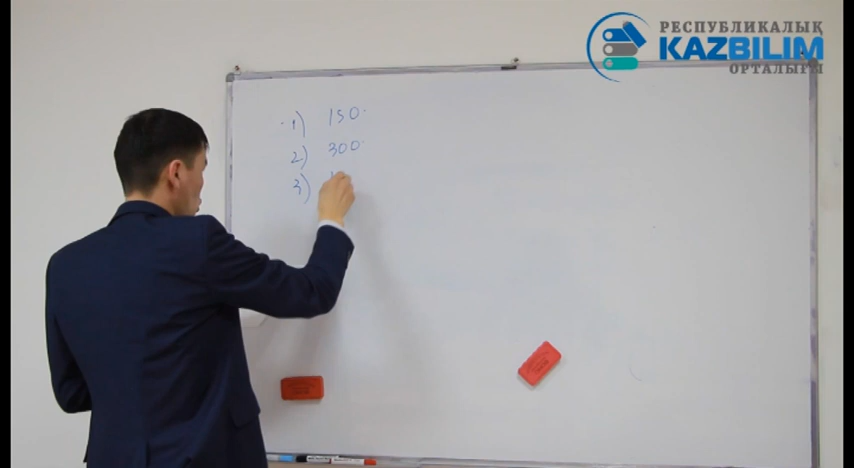 РЕСПУБЛИКАЛЫҚ
KAZBILIM
ОРТАЛЫҒЫ
1) 150
2) 300
3)